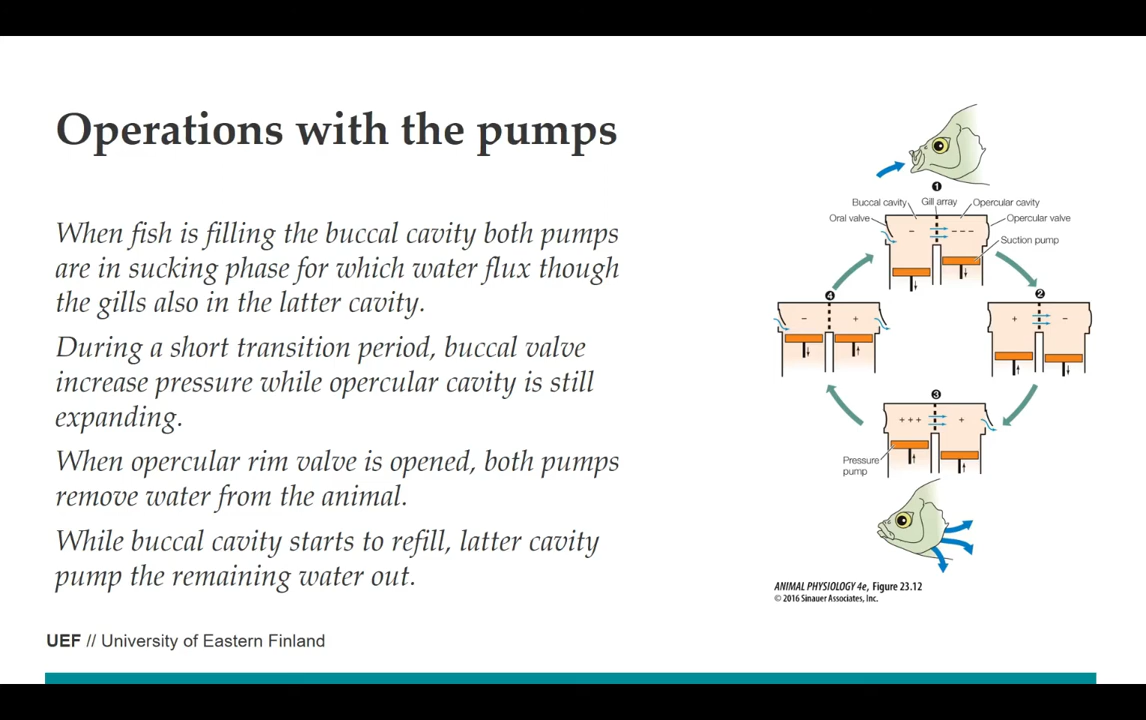 Operations with the pumps
When fish is filling the buccal cavity both pumps
are in sucking phase for which water flux though
the gills also in the latter cavity.
During a short transition period, buccal valve
increase pressure while opercular cavity is still
expanding.
When opercular rim valve is opened, both pumps
remove water from the animal.
While buccal cavity starts to refill, latter cavity
pump the remaining water out.
1
Buccal cavity
Gill array
Opercular cavity
Oral valve
Opercular valve
-
- - -
Suction pump
4
2
-
+
+
-
3
+++
+
Pressure
pump
ANIMAL PHYSIOLOGY 4e, Figure 23.12
© 2016 Sinauer Associates, Inc.
UEF // University of Eastern Finland